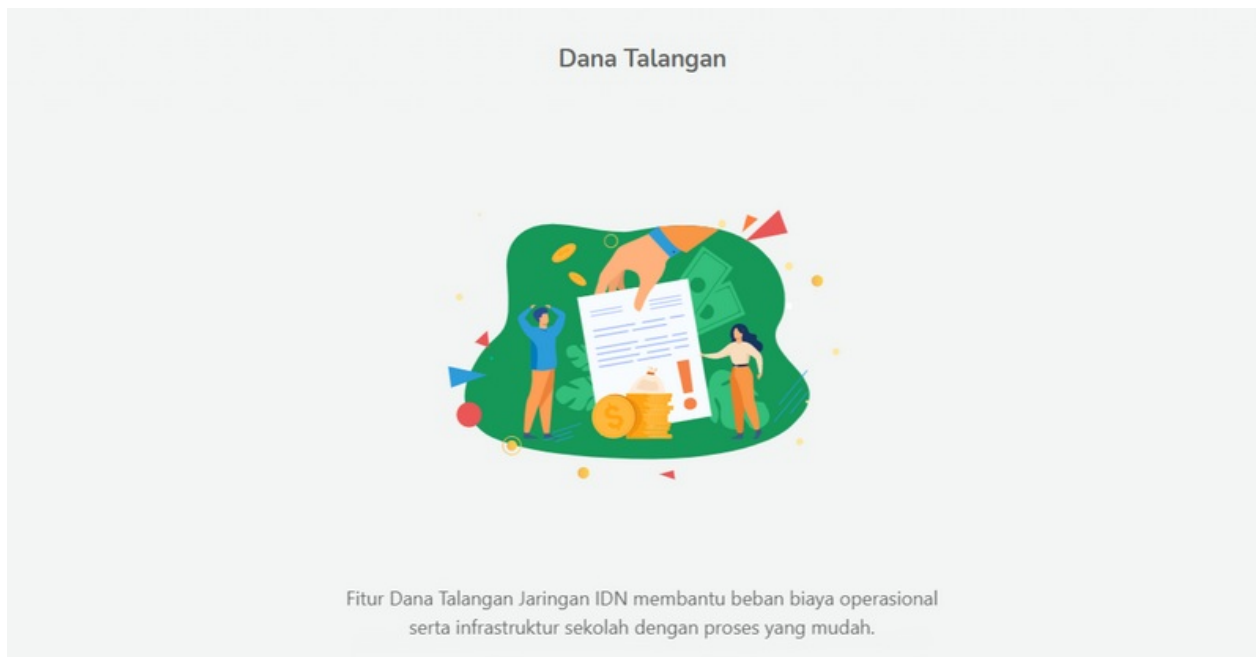 Dana Talangan
Fitur Dana Talangan Jaringan IDN membantu beban biaya operasional
serta infrastruktur sekolah dengan proses yang mudah.